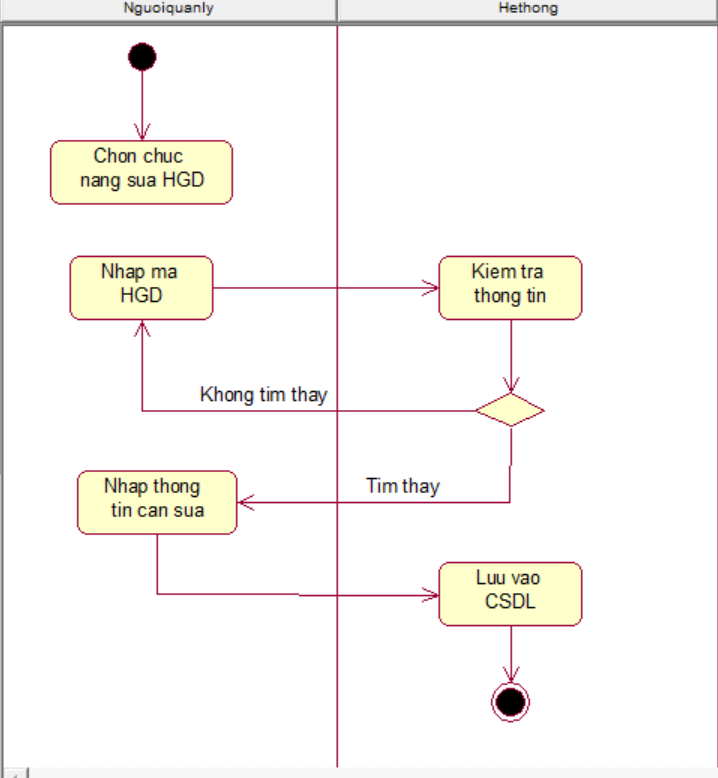 Nguoiquanly
Hethong
Chon chuc
nang sua HGD
Nhap ma
HGD
Kiem tra
thong tin
Khong tim thay
Nhap thong
tin can sua
Tim thay
Luu vao
CSDL